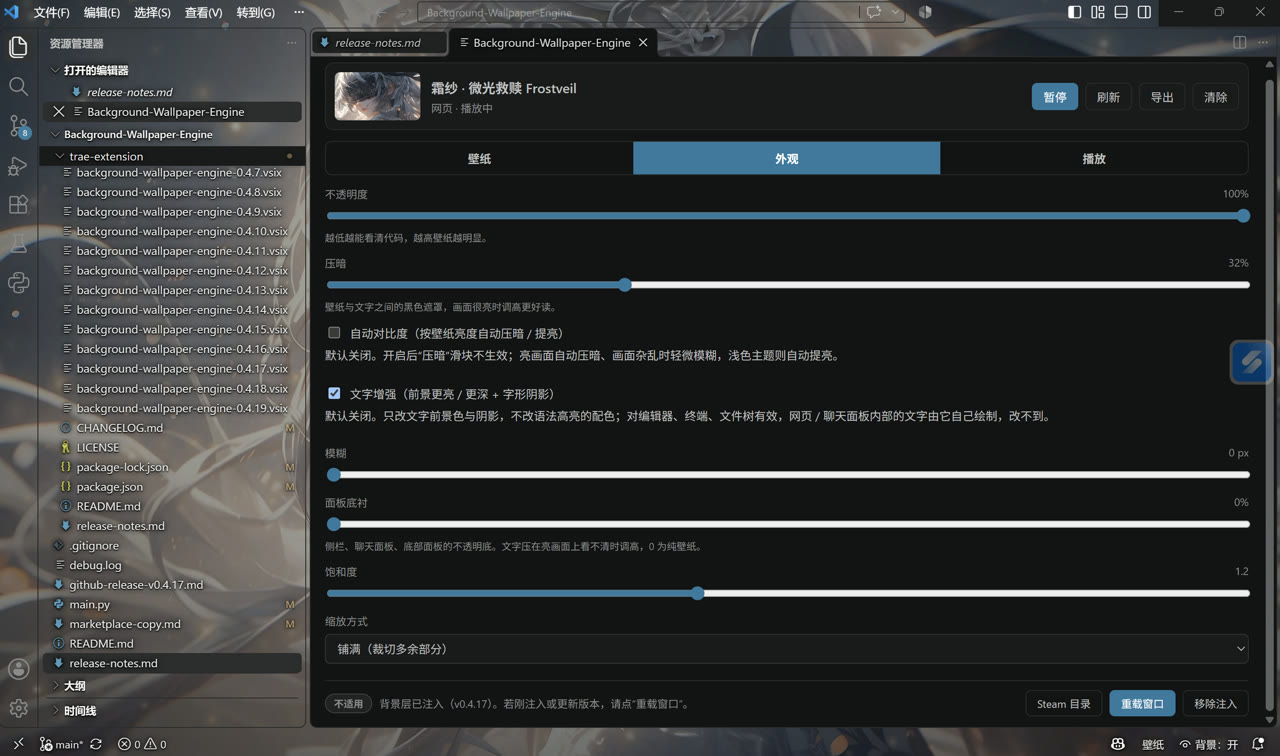 文件(F) 编辑(E) 选择(S) 查看(V) 转到(G) ···
Background-Wallpaper-Engine
资源管理器
打开的编辑器
release-notes.md
Background-Wallpaper-Engine
Background-Wallpaper-Engine
trae-extension
background-wallpaper-engine-0.4.7.vsix
background-wallpaper-engine-0.4.8.vsix
background-wallpaper-engine-0.4.9.vsix
background-wallpaper-engine-0.4.10.vsix
background-wallpaper-engine-0.4.11.vsix
background-wallpaper-engine-0.4.12.vsix
background-wallpaper-engine-0.4.13.vsix
background-wallpaper-engine-0.4.14.vsix
background-wallpaper-engine-0.4.15.vsix
background-wallpaper-engine-0.4.16.vsix
background-wallpaper-engine-0.4.17.vsix
background-wallpaper-engine-0.4.18.vsix
background-wallpaper-engine-0.4.19.vsix
CHANGELOG.md M
LICENSE
package-lock.json M
package.json M
README.md
release-notes.md
.gitignore
debug.log
github-release-v0.4.17.md
main.py M
marketplace-copy.md M
README.md
release-notes.md
大纲
时间线
8
release-notes.md
Background-Wallpaper-Engine
霜纱 · 微光救赎 Frostveil
网页 · 播放中
暂停 刷新 导出 清除
壁纸 外观 播放
不透明度 100%
越低越能看清代码，越高壁纸越明显。
压暗 32%
壁纸与文字之间的黑色遮罩，画面很亮时调高更好读。
自动对比度（按壁纸亮度自动压暗 / 提亮）
默认关闭。开启后“压暗”滑块不生效；亮画面自动压暗、画面杂乱时轻微模糊，浅色主题则自动提亮。
文字增强（前景更亮 / 更深 + 字形阴影）
默认关闭。只改文字前景色与阴影，不改语法高亮的配色；对编辑器、终端、文件树有效，网页 / 聊天面板内部的文字由它自己绘制，改不到。
模糊 0 px
面板底衬 0%
侧栏、聊天面板、底部面板的不透明底。文字压在亮画面上看不清时调高，0 为纯壁纸。
饱和度 1.2
缩放方式
铺满（裁切多余部分）
不适用 背景层已注入（v0.4.17）。若刚注入或更新版本，请点“重载窗口”。
Steam 目录 重载窗口 移除注入
main* 0 0
壁纸 背景：开